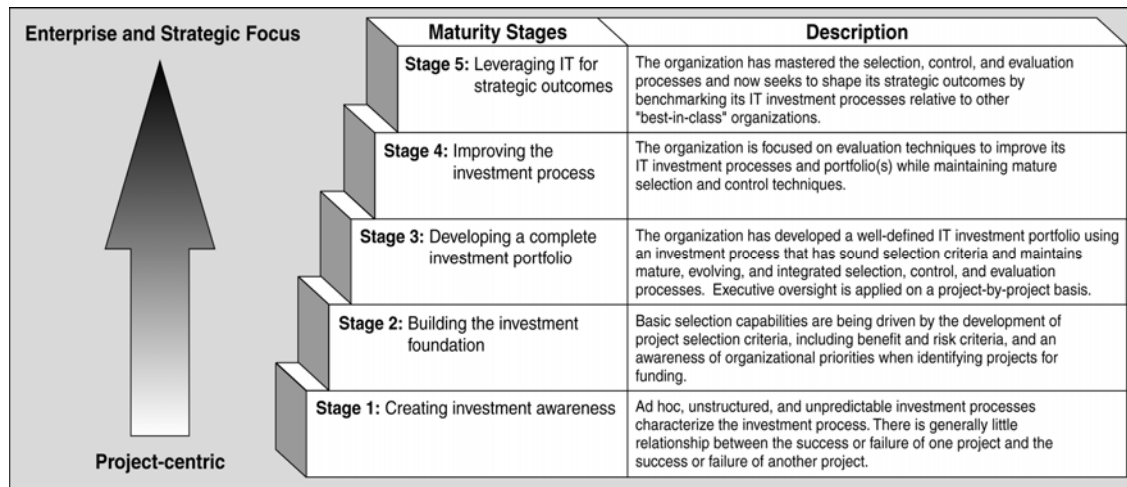 Enterprise and Strategic Focus
Maturity Stages
Description
Stage 5: Leveraging IT for
strategic outcomes
The organization has mastered the selection, control, and evaluation
processes and now seeks to shape its strategic outcomes by
benchmarking its IT investment processes relative to other
"best-in-class" organizations.
Stage 4: Improving the
investment process
The organization is focused on evaluation techniques to improve its
IT investment processes and portfolio(s) while maintaining mature
selection and control techniques.
Stage 3: Developing a complete
investment portfolio
The organization has developed a well-defined IT investment portfolio using
an investment process that has sound selection criteria and maintains
mature, evolving, and integrated selection, control, and evaluation
processes. Executive oversight is applied on a project-by-project basis.
Stage 2: Building the investment
foundation
Basic selection capabilities are being driven by the development of
project selection criteria, including benefit and risk criteria, and an
awareness of organizational priorities when identifying projects for
funding.
Stage 1: Creating investment awareness
Ad hoc, unstructured, and unpredictable investment processes
characterize the investment process. There is generally little
relationship between the success or failure of one project and the
success or failure of another project.
Project-centric